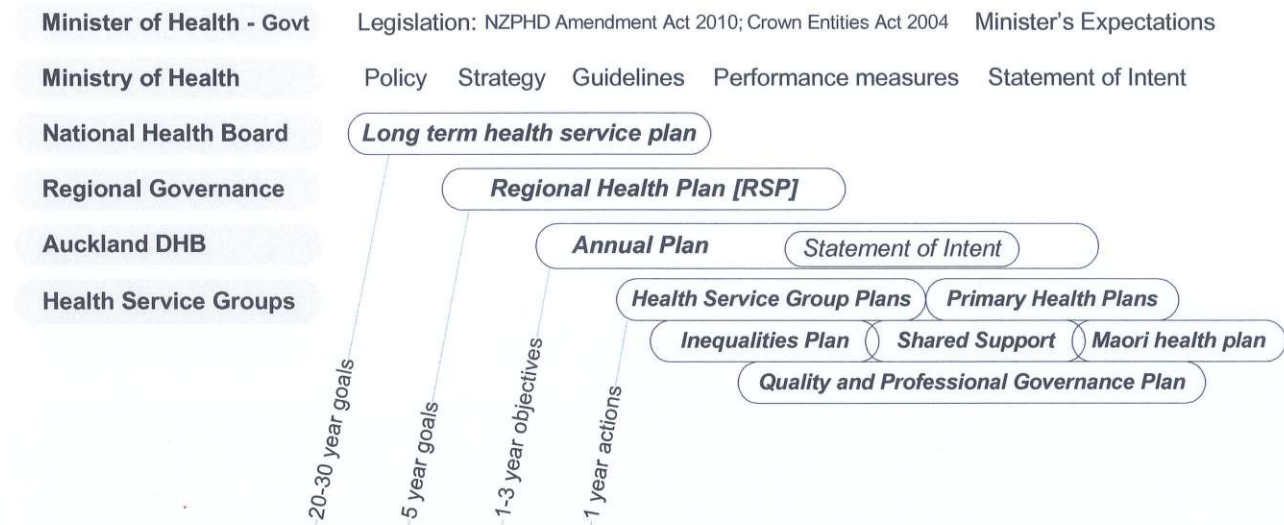 Minister of Health - Govt Legislation: NZPHD Amendment Act 2010; Crown Entities Act 2004 Minister's Expectations
Ministry of Health Policy Strategy Guidelines Performance measures Statement of Intent
National Health Board Long term health service plan
Regional Governance Regional Health Plan [RSP]
Auckland DHB Annual Plan Statement of Intent
Health Service Groups Health Service Group Plans Primary Health Plans
Inequalities Plan Shared Support Maori health plan
Quality and Professional Governance Plan
20-30 year goals
5 year goals
1-3 year objectives
1 year actions